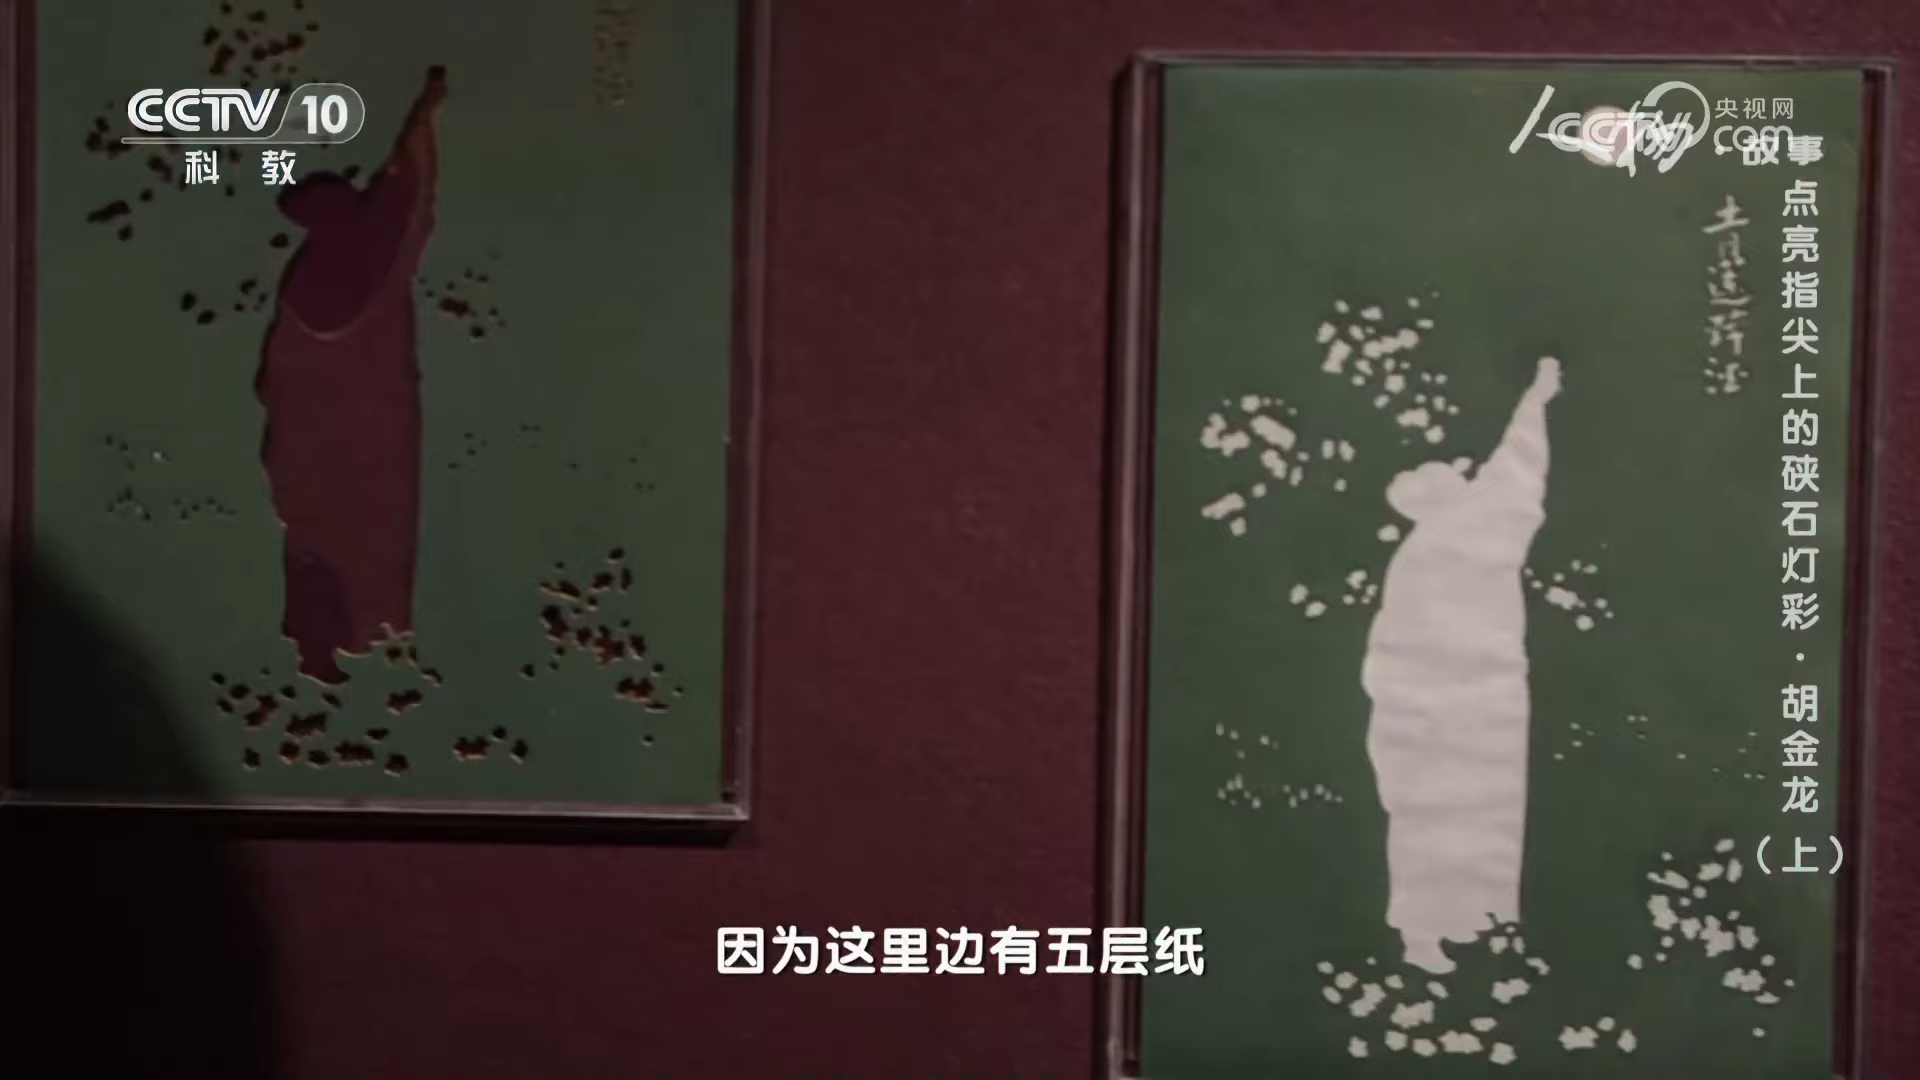 CCTV 10
科 教
人物·故事
央视网
CCTV.com
点亮指尖上的硖石灯彩·胡金龙（上）
因为这里边有五层纸